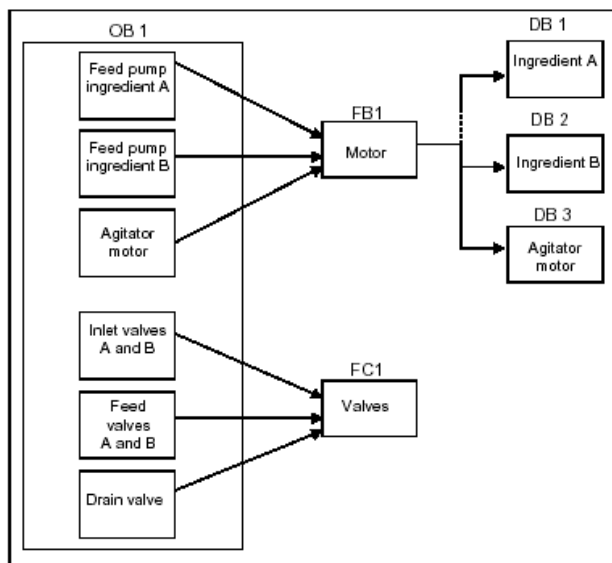 OB 1
Feed pump
ingredient A
Feed pump
ingredient B
Agitator
motor
Inlet valves
A and B
Feed
valves
A and B
Drain valve
FB1
Motor
FC1
Valves
DB 1
Ingredient A
DB 2
Ingredient B
DB 3
Agitator
motor